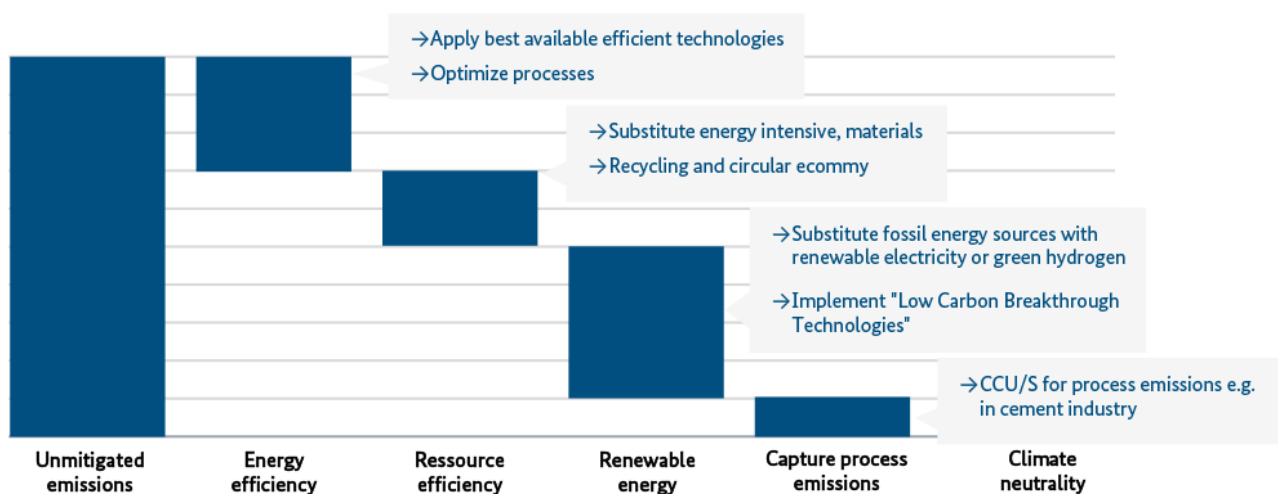 →Apply best available efficient technologies
→Optimize processes
→Substitute energy intensive, materials
→Recycling and circular ecommy
→Substitute fossil energy sources with
renewable electricity or green hydrogen
→Implement "Low Carbon Breakthrough
Technologies"
→CCU/S for process emissions e.g.
in cement industry
Unmitigated
emissions
Energy
efficiency
Ressource
efficiency
Renewable
energy
Capture process
emissions
Climate
neutrality